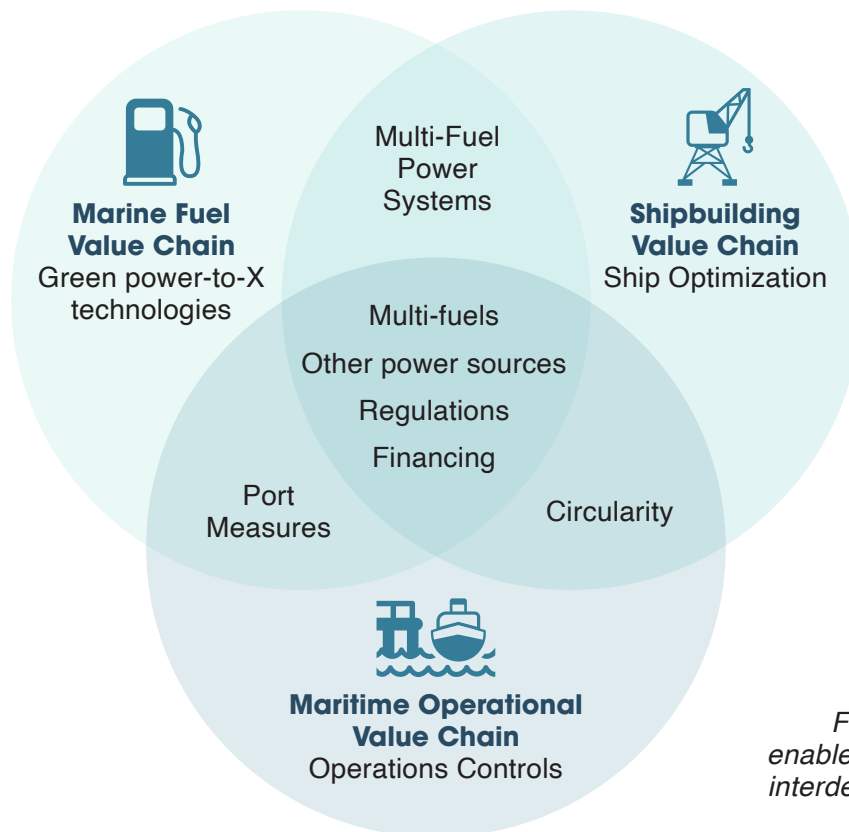 Multi-Fuel
Power
Systems
Marine Fuel
Value Chain
Green power-to-X
technologies
Shipbuilding
Value Chain
Ship Optimization
Multi-fuels
Other power sources
Regulations
Financing
Port
Measures
Circularity
Maritime Operational
Value Chain
Operations Controls
F
enable
interde